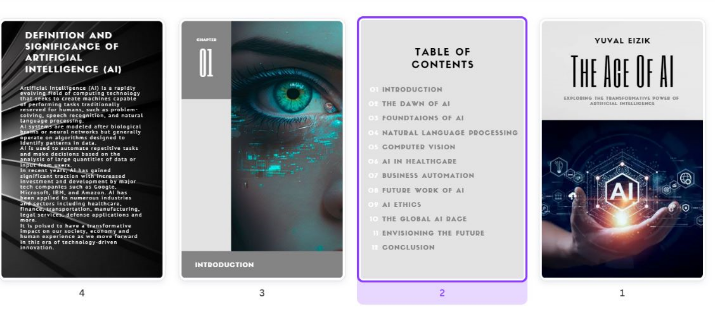 DEFINITION AND
SIGNIFICANCE OF
ARTIFICIAL
INTELLIGENCE (AI)
Artificial Intelligence (AI) is a rapidly
evolving field of computing technology
that seeks to create machines capable
of performing tasks traditionally
reserved for humans, such as problem-
solving, speech recognition, and natural
language processing.
AI systems are modeled after biological
brains or neural networks but generally
operate on algorithms designed to
identify patterns in data.
AI is used to automate repetitive tasks
and make decisions based on the
analysis of large quantities of data or
input from users.
In recent years, AI has gained
significant traction with increased
investment and development by major
tech companies such as Google,
Microsoft, IBM, and Amazon. AI has
been applied to numerous industries
and sectors including healthcare,
finance, transportation, manufacturing,
legal services, defense applications and
more.
It is poised to have a transformative
impact on our society, economy and
human experience as we move forward
in this era of technology-driven
innovation.
4
CHAPTER
01
INTRODUCTION
3
TABLE OF
CONTENTS
01 INTRODUCTION
02 THE DAWN OF AI
03 FOUNDTAIONS OF AI
04 NATURAL LANGUAGE PROCESSING
05 COMPUTER VISION
06 AI IN HEALTHCARE
07 BUSINESS AUTOMATION
08 FUTURE WORK OF AI
09 AI ETHICS
10 THE GLOBAL AI RACE
11 ENVISIONING THE FUTURE
CONCLUSION
2
YUVAL EIZIK
THE AGE OF AI
EXPLORING THE TRANSFORMATIVE POWER OF
ARTIFICIAL INTELLIGENCE
AI
1